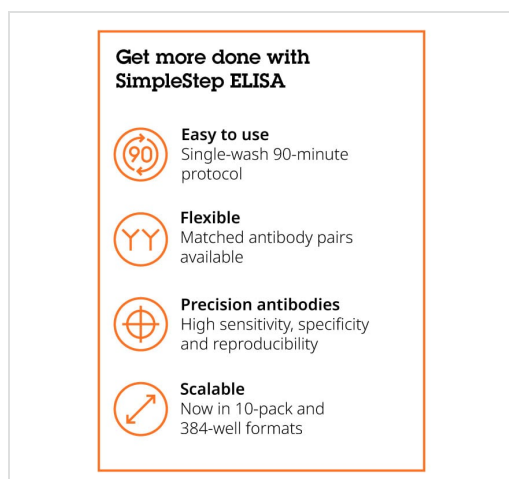 Get more done with
SimpleStep ELISA
90
Easy to use
Single-wash 90-minute
protocol
Flexible
Matched antibody pairs
available
Precision antibodies
High sensitivity, specificity
and reproducibility
Scalable
Now in 10-pack and
384-well formats